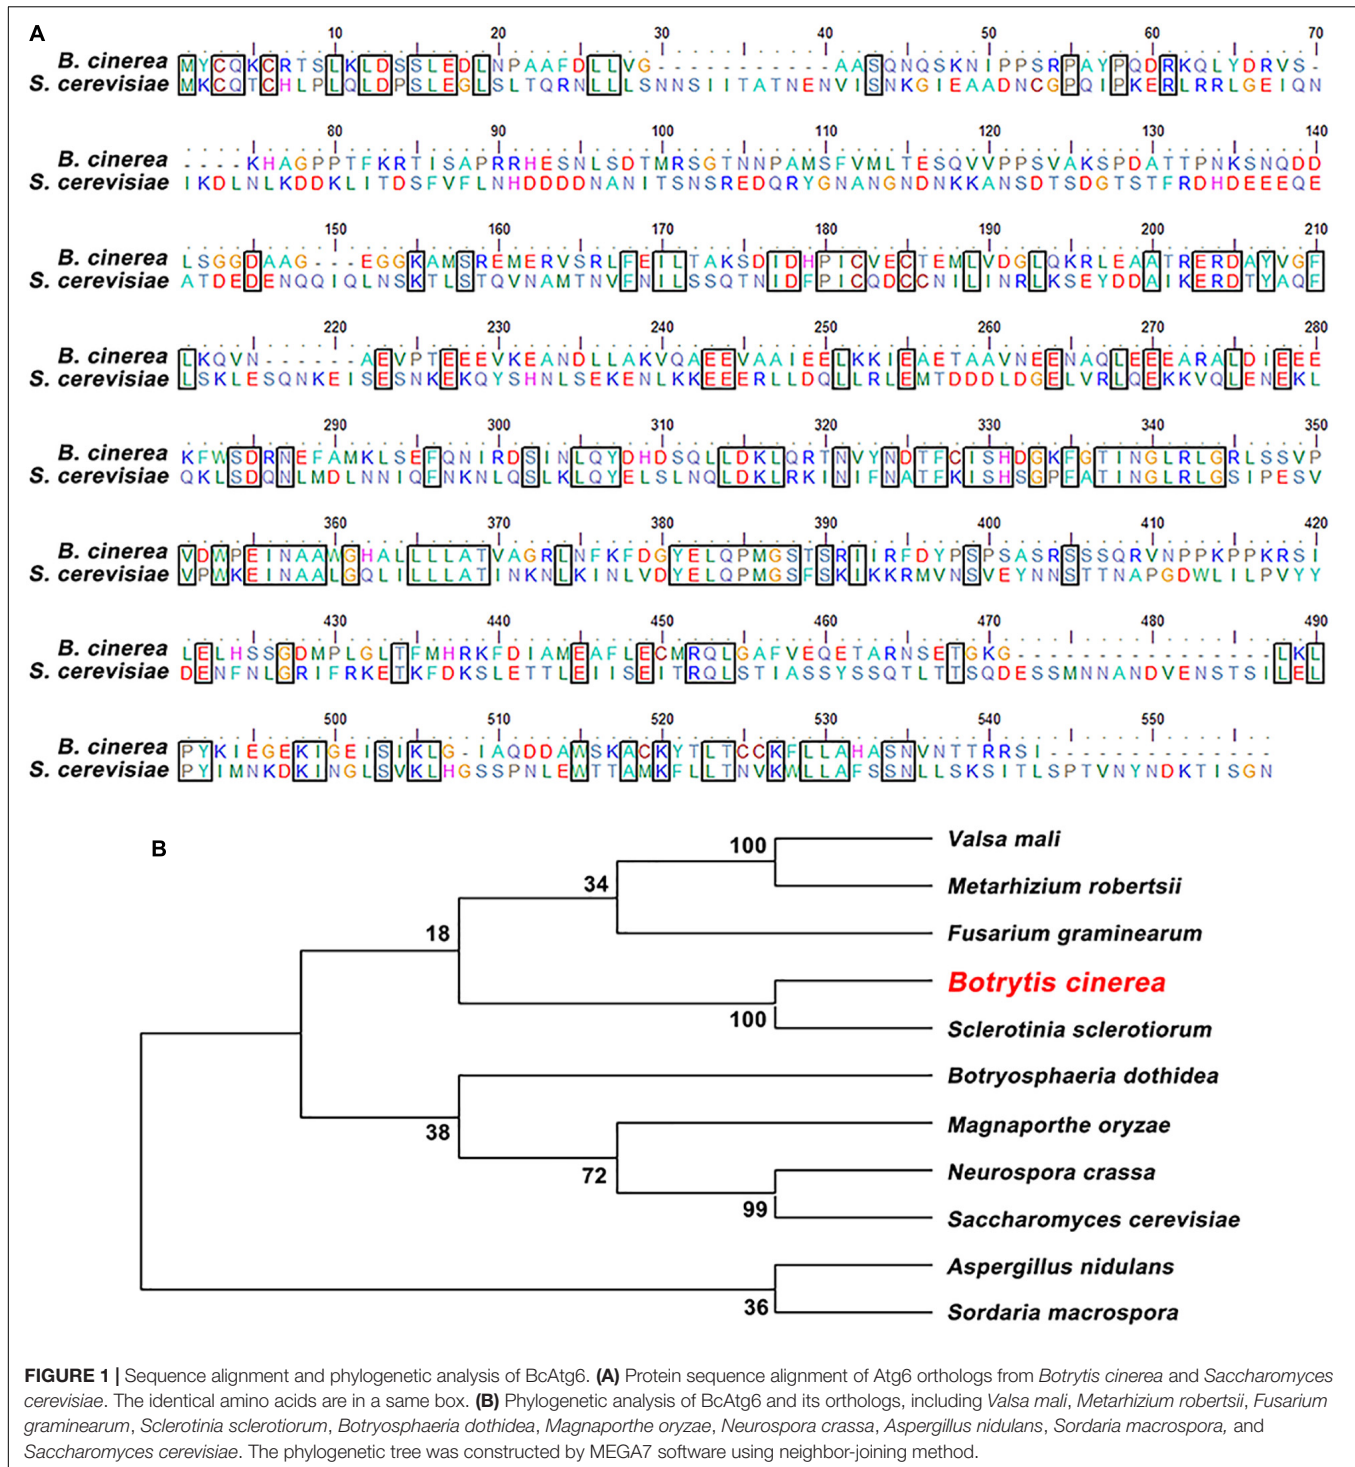 A
10 20 30 40 50 60 70
B. cinerea MYCQKCRTSLKLDSSLEDLNPAAFDLLVG-----------AASQNQSKNIPPSRPAYPQDRKQLYDRVS-
S. cerevisiae MKCQTCHLPLQLDPSLEGLSLTQRNLLLSNNSIITATNENVISNKGIEAADNCGPQIPKERLRRLGEIQN
80 90 100 110 120 130 140
B. cinerea ----KHAGPPTFKRTISAPRRHESNLSDTMRSGTNNPAMSFVMLTESQVVPPSVAKSPDATTPNKSNQDD
S. cerevisiae IKDLNLKDDKLITDSFVFLNHDDDDNANITSNSREDQRYGNANGNDNKKANSDTSDGTSTFRDHDEEEQE
150 160 170 180 190 200 210
B. cinerea LSGGDAAG---EGGKAMSREMERVSRLFEILTAKSDIDHPICVECTEMLVDGLQKRLEAATRERDAYVGF
S. cerevisiae ATDEDENQQIQLNSKTLSTQVNAMTNVFNILSSQTNIDFPICQDCCNILINRLKSEYDDAIKERDTYAQF
220 230 240 250 260 270 280
B. cinerea LKQVN------AEVPTEEEVKEANDLLAKVQAEEVAAIEELKKIEAETAAVNEENAQLEEEARALDIEEE
S. cerevisiae LSKLESQNKEISESNKEKQYSHNLSEKENLKKEEERLLDQLLRLEMTDDDLDGELVRLQEKKVQLENEKL
290 300 310 320 330 340 350
B. cinerea KFWSDRNEFAMKLSEFQNIRDSINLQYDHDSQLLDKLQRTNVYNDTFCISHDGKFGTINGLRLGRLSSVP
S. cerevisiae QKLSDQNLMDLNNIQFNKNLQSLKLQYELSLNQLDKLRKINIFNATFKISHSGPFATINGLRLGSIPESV
360 370 380 390 400 410 420
B. cinerea VDWPEINAAWGHALLLLATVAGRLNFKFDGYELQPMGSTSRIIRFDYPSPSASRSSSQRVNPPKPPKRSI
S. cerevisiae VPWKEINAALGQLILLLATINKNLKINLVDYELQPMGSFSKIKKRMVNSVEYNNSTTNAPGDWLILPVYY
430 440 450 460 470 480 490
B. cinerea LELHSSGDMPLGLTFMHRKFDIAMEAFLECMRQLGAFVEQETARNSETGKG----------------LKL
S. cerevisiae DENFNLGRIFRKETKFDKSLETTLEIISEITRQLSTIASSYSSQTLTTSQDESSMNNANDVENSTSILEL
500 510 520 530 540 550
B. cinerea PYKIEGEKIGEISIKLG-IAQDDAWSKACKYTLTCCKFLLAHASNVNTTRRSI--------------
S. cerevisiae PYIMNKDKINGLSVKLHGSSPNLEWTTAMKFLLTNVKWLLAFSSNLLSKSITLSPTVNYNDKTISGN
B
Valsa mali
100
Metarhizium robertsii
34
Fusarium graminearum
18
Botrytis cinerea
100
Sclerotinia sclerotiorum
Botryosphaeria dothidea
38
Magnaporthe oryzae
72
Neurospora crassa
99
Saccharomyces cerevisiae
Aspergillus nidulans
36
Sordaria macrospora
FIGURE 1 | Sequence alignment and phylogenetic analysis of BcAtg6. (A) Protein sequence alignment of Atg6 orthologs from Botrytis cinerea and Saccharomyces
cerevisiae. The identical amino acids are in a same box. (B) Phylogenetic analysis of BcAtg6 and its orthologs, including Valsa mali, Metarhizium robertsii, Fusarium
graminearum, Sclerotinia sclerotiorum, Botryosphaeria dothidea, Magnaporthe oryzae, Neurospora crassa, Aspergillus nidulans, Sordaria macrospora, and
Saccharomyces cerevisiae. The phylogenetic tree was constructed by MEGA7 software using neighbor-joining method.